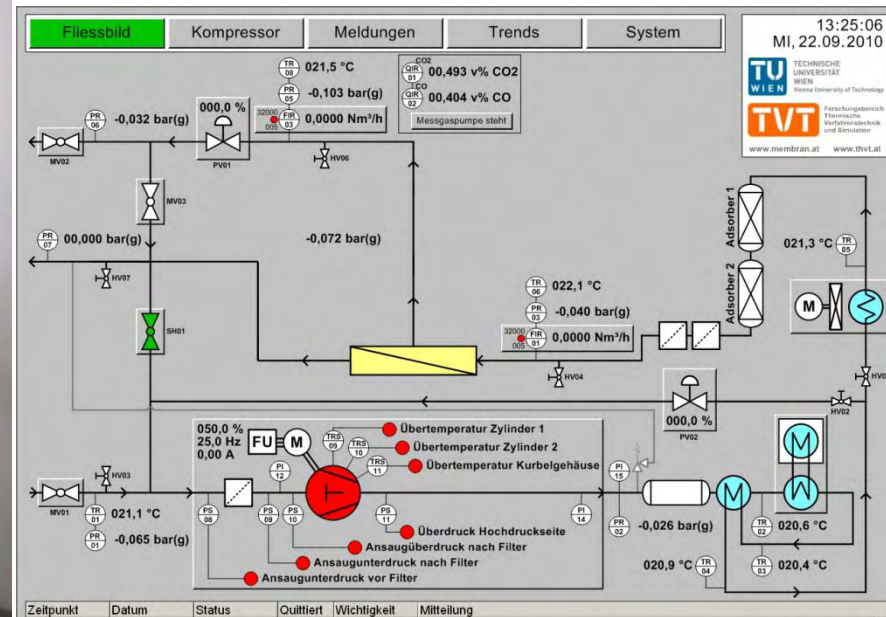 Fliessbild Kompressor Meldungen Trends System
13:25:06
MI, 22.09.2010
TU WIEN
TECHNISCHE
UNIVERSITÄT
WIEN
Vienna University of Technology
TVT
Forschungsbereich
Thermische
Verfahrenstechnik
und Simulation
www.membran.at www.thvt.at
TR 08 021,5 °C
PR 05 -0,103 bar(g)
32000 005 FIR 03 0,0000 Nm³/h
CO2
QIR 01 00,493 v% CO2
CO
QIR 02 00,404 v% CO
Messgaspumpe steht
PR 06 -0,032 bar(g)
000,0 %
MV02
PV01
HV06
MV03
PR 07 00,000 bar(g)
-0,072 bar(g)
HV07
SH01
TR 06 022,1 °C
PR 03 -0,040 bar(g)
32000 005 FIR 01 0,0000 Nm³/h
HV04
Adsorber 1
Adsorber 2
021,3 °C TR 05
M
HV0
HV02
000,0 %
PV02
050,0 %
25,0 Hz
0,00 A
FU M
TRS 09 Übertemperatur Zylinder 1
TRS 10 Übertemperatur Zylinder 2
TRS 11 Übertemperatur Kurbelgehäuse
HV03
MV01
TR 01 021,1 °C
PR 01 -0,065 bar(g)
PI 12
PS 08
PS 09
PS 10
PS 11
PI 14
Überdruck Hochdruckseite
Ansaugüberdruck nach Filter
Ansaugunterdruck nach Filter
Ansaugunterdruck vor Filter
PI 15
PR 02 -0,026 bar(g)
M
M
M
TR 02 020,6 °C
TR 03 020,4 °C
020,9 °C TR 04
Zeitpunkt Datum Status Quittiert Wichtigkeit Mitteilung